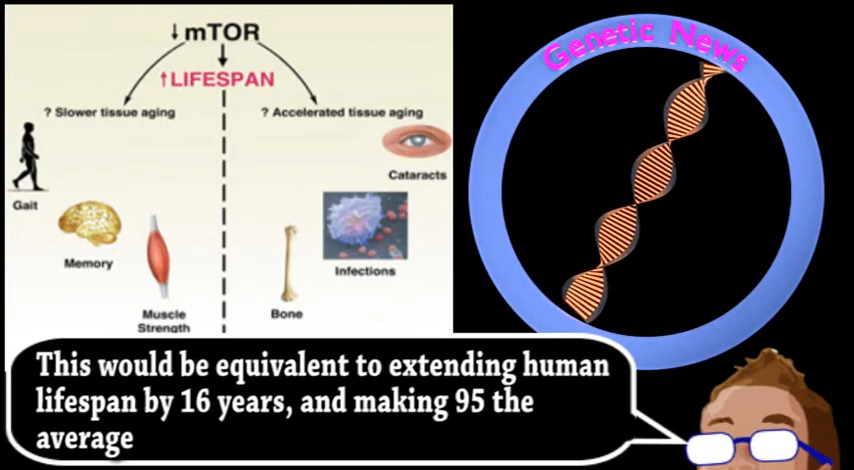 ↓mTOR
↑LIFESPAN
? Slower tissue aging
? Accelerated tissue aging
Gait
Memory
Muscle
Strength
Bone
Infections
Cataracts
Genetic News
This would be equivalent to extending human
lifespan by 16 years, and making 95 the
average